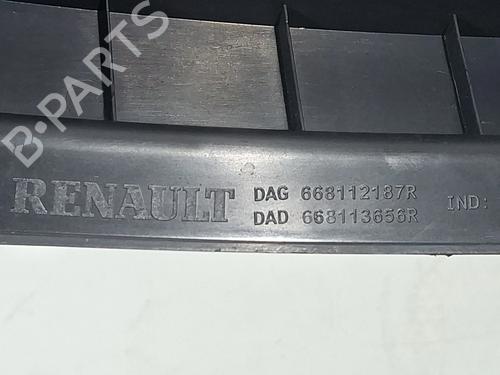 B-PARTS
RENAULT DAG 668112187R IND:
DAD 668113656R